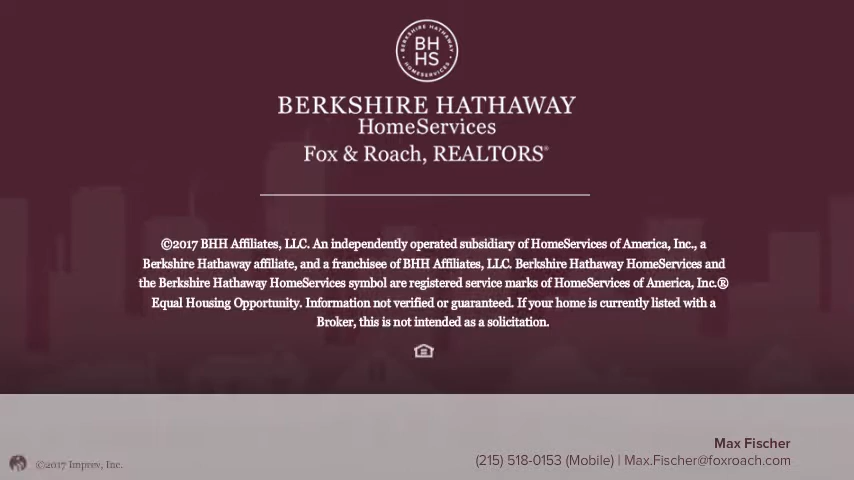 BERKSHIRE HATHAWAY
BH
HS
HOMESERVICES
BERKSHIRE HATHAWAY
HomeServices
Fox & Roach, REALTORS®
©2017 BHH Affiliates, LLC. An independently operated subsidiary of HomeServices of America, Inc., a
Berkshire Hathaway affiliate, and a franchisee of BHH Affiliates, LLC. Berkshire Hathaway HomeServices and
the Berkshire Hathaway HomeServices symbol are registered service marks of HomeServices of America, Inc.®
Equal Housing Opportunity. Information not verified or guaranteed. If your home is currently listed with a
Broker, this is not intended as a solicitation.
Max Fischer
(215) 518-0153 (Mobile) | Max.Fischer@foxroach.com
©2017 Imprev, Inc.